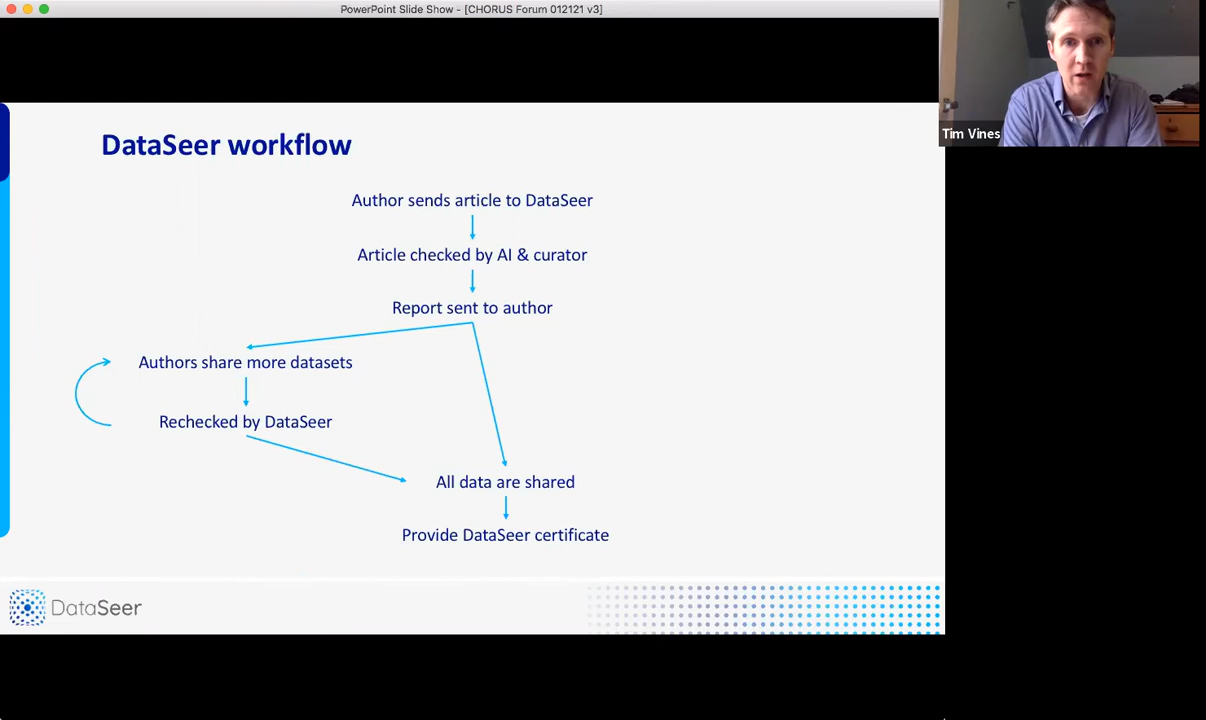 PowerPoint Slide Show - [CHORUS Forum 012121 v3]
Tim Vines
DataSeer workflow
Author sends article to DataSeer
Article checked by AI & curator
Report sent to author
Authors share more datasets
Rechecked by DataSeer
All data are shared
Provide DataSeer certificate
DataSeer